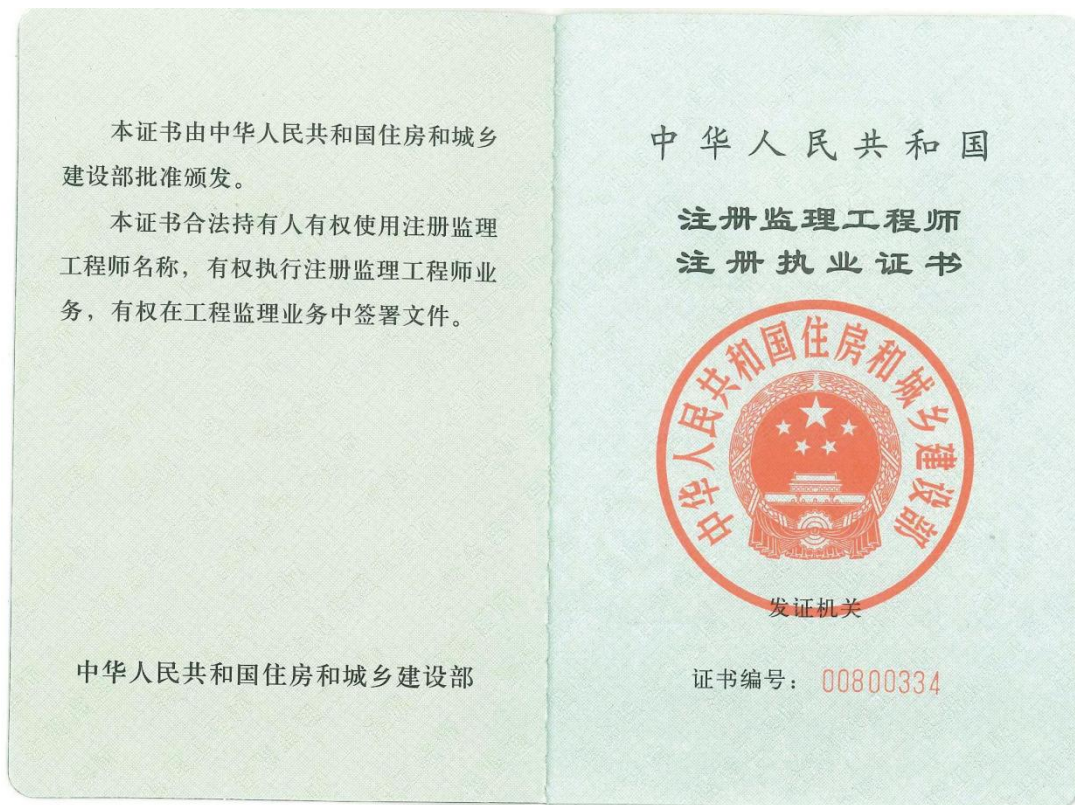 本证书由中华人民共和国住房和城乡
建设部批准颁发。
本证书合法持有人有权使用注册监理
工程师名称，有权执行注册监理工程师业
务，有权在工程监理业务中签署文件。
中华人民共和国住房和城乡建设部
中华人民共和国
注册监理工程师
注册执业证书
中华人民共和国住房和城乡建设部
发证机关
证书编号：00800334